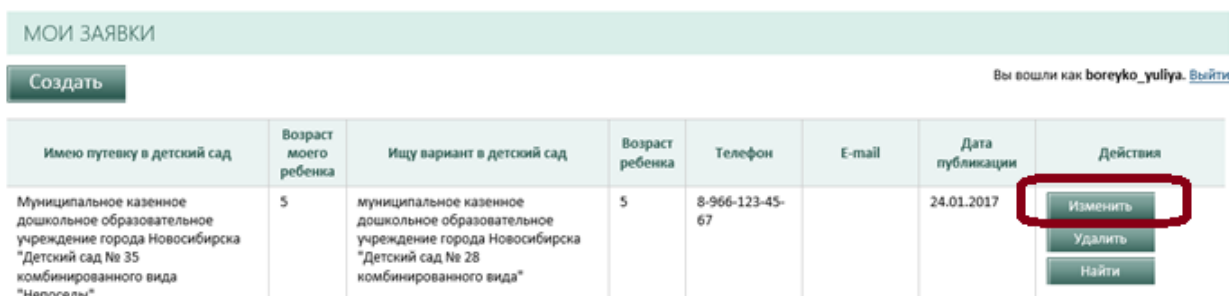 МОИ ЗАЯВКИ
Создать
Вы вошли как boreyko_yuliya. Выйти
Имею путевку в детский сад
Возраст
моего
ребенка
Ищу вариант в детский сад
Возраст
ребенка
Телефон
E-mail
Дата
публикации
Действия
Муниципальное казенное
дошкольное образовательное
учреждение города Новосибирска
"Детский сад № 35
комбинированного вида
"Непоседы"
5
муниципальное казенное
дошкольное образовательное
учреждение города Новосибирска
"Детский сад № 28
комбинированного вида"
5
8-966-123-45-
67
24.01.2017
Изменить
Удалить
Найти